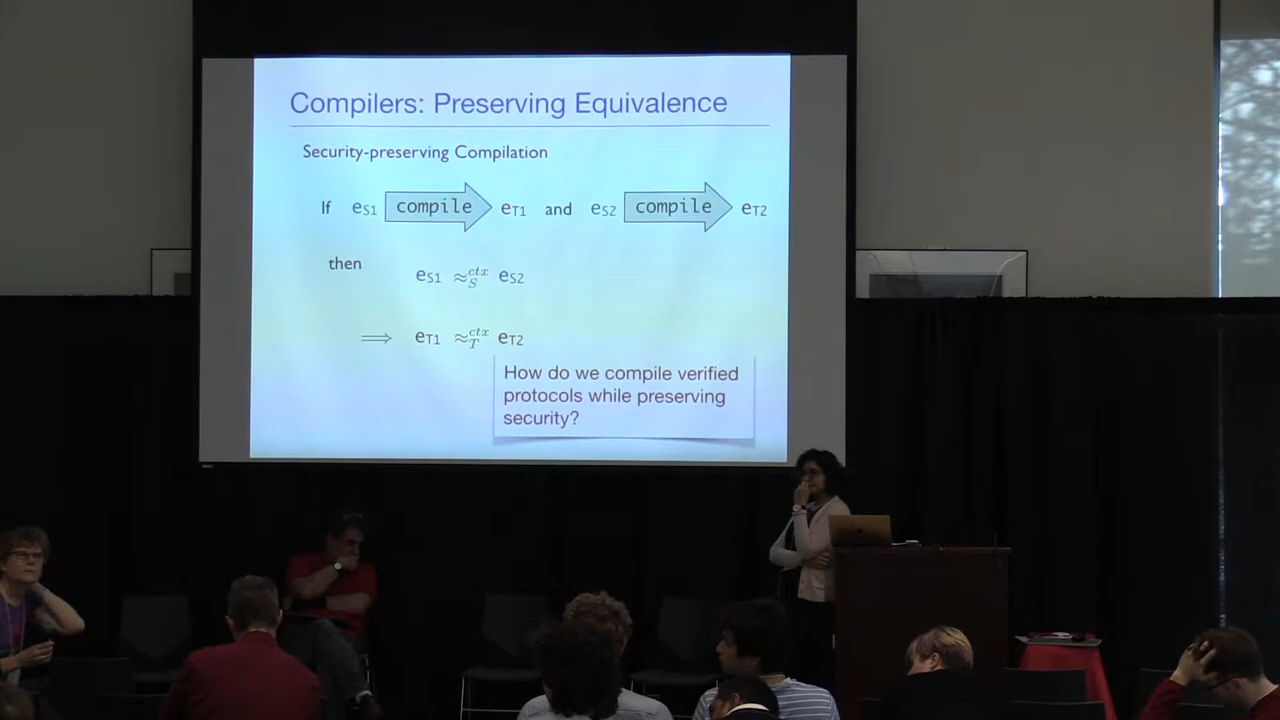 Compilers: Preserving Equivalence
Security-preserving Compilation
If eS1 compile eT1 and eS2 compile eT2
then
eS1 ≈ctx S eS2
⟹ eT1 ≈ctx T eT2
How do we compile verified
protocols while preserving
security?